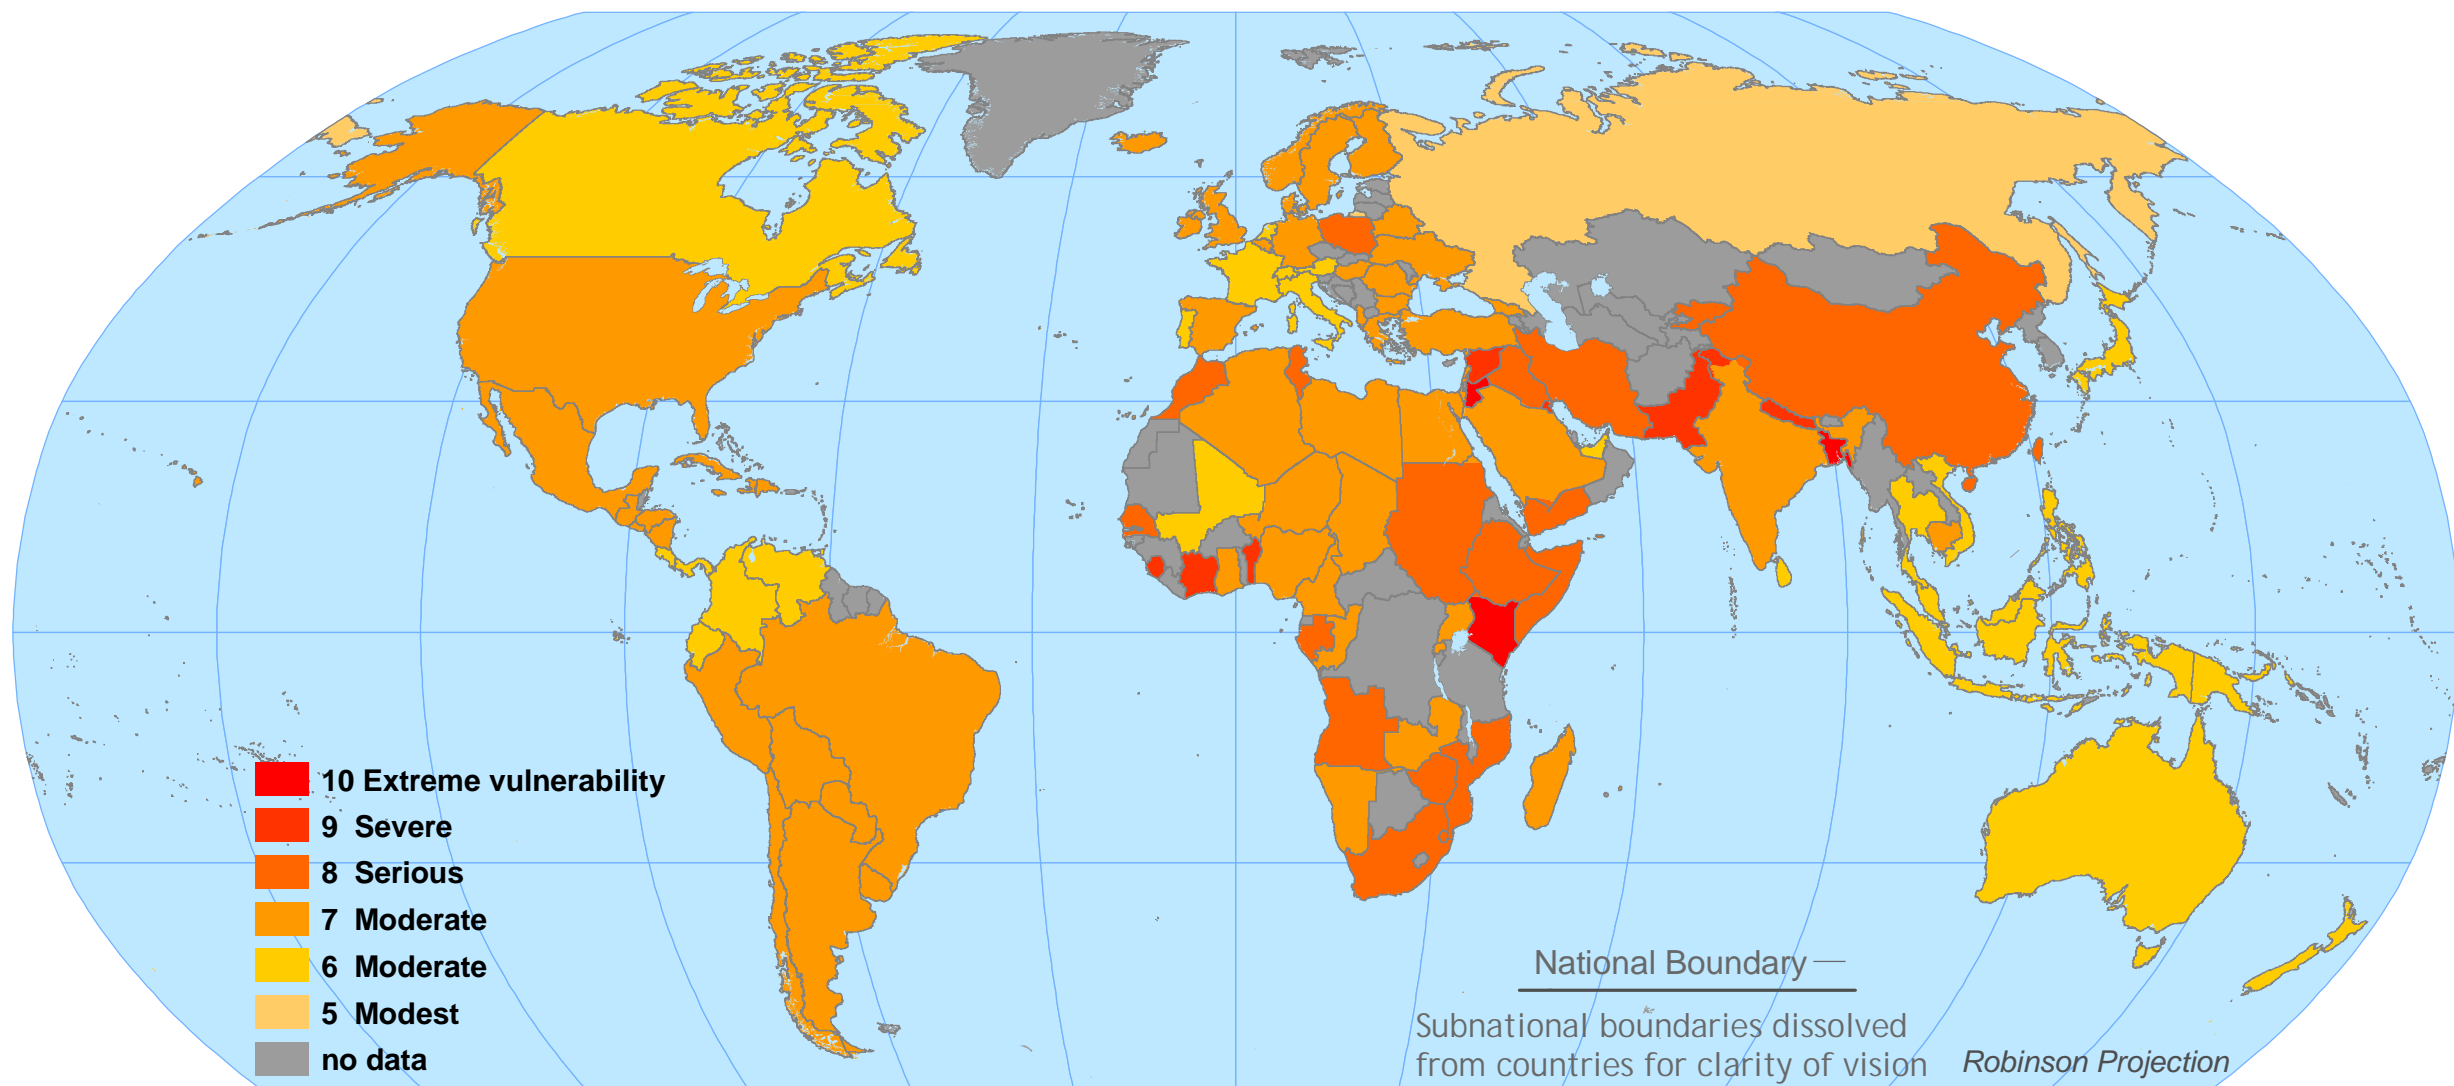 10 Extreme vulnerability
9 Severe
8 Serious
7 Moderate
6 Moderate
5 Modest
no data
National Boundary
Subnational boundaries dissolved
from countries for clarity of vision
Robinson Projection